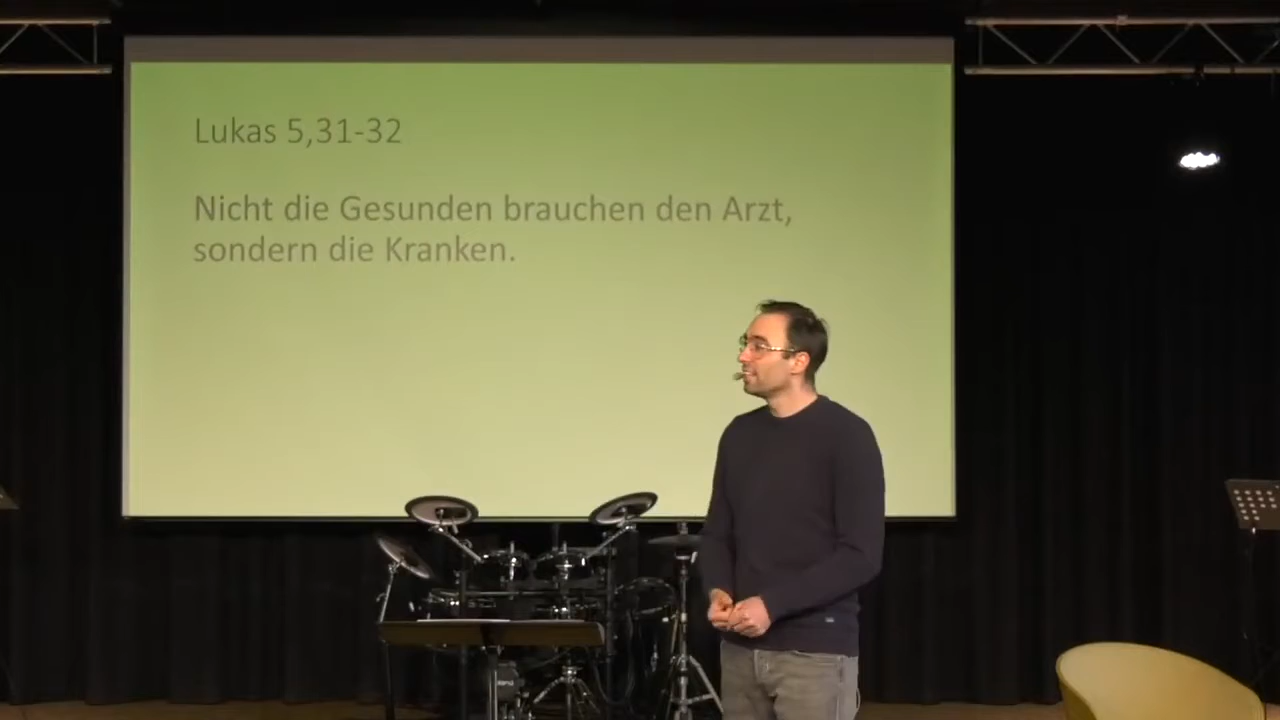 Lukas 5,31-32
Nicht die Gesunden brauchen den Arzt,
sondern die Kranken.